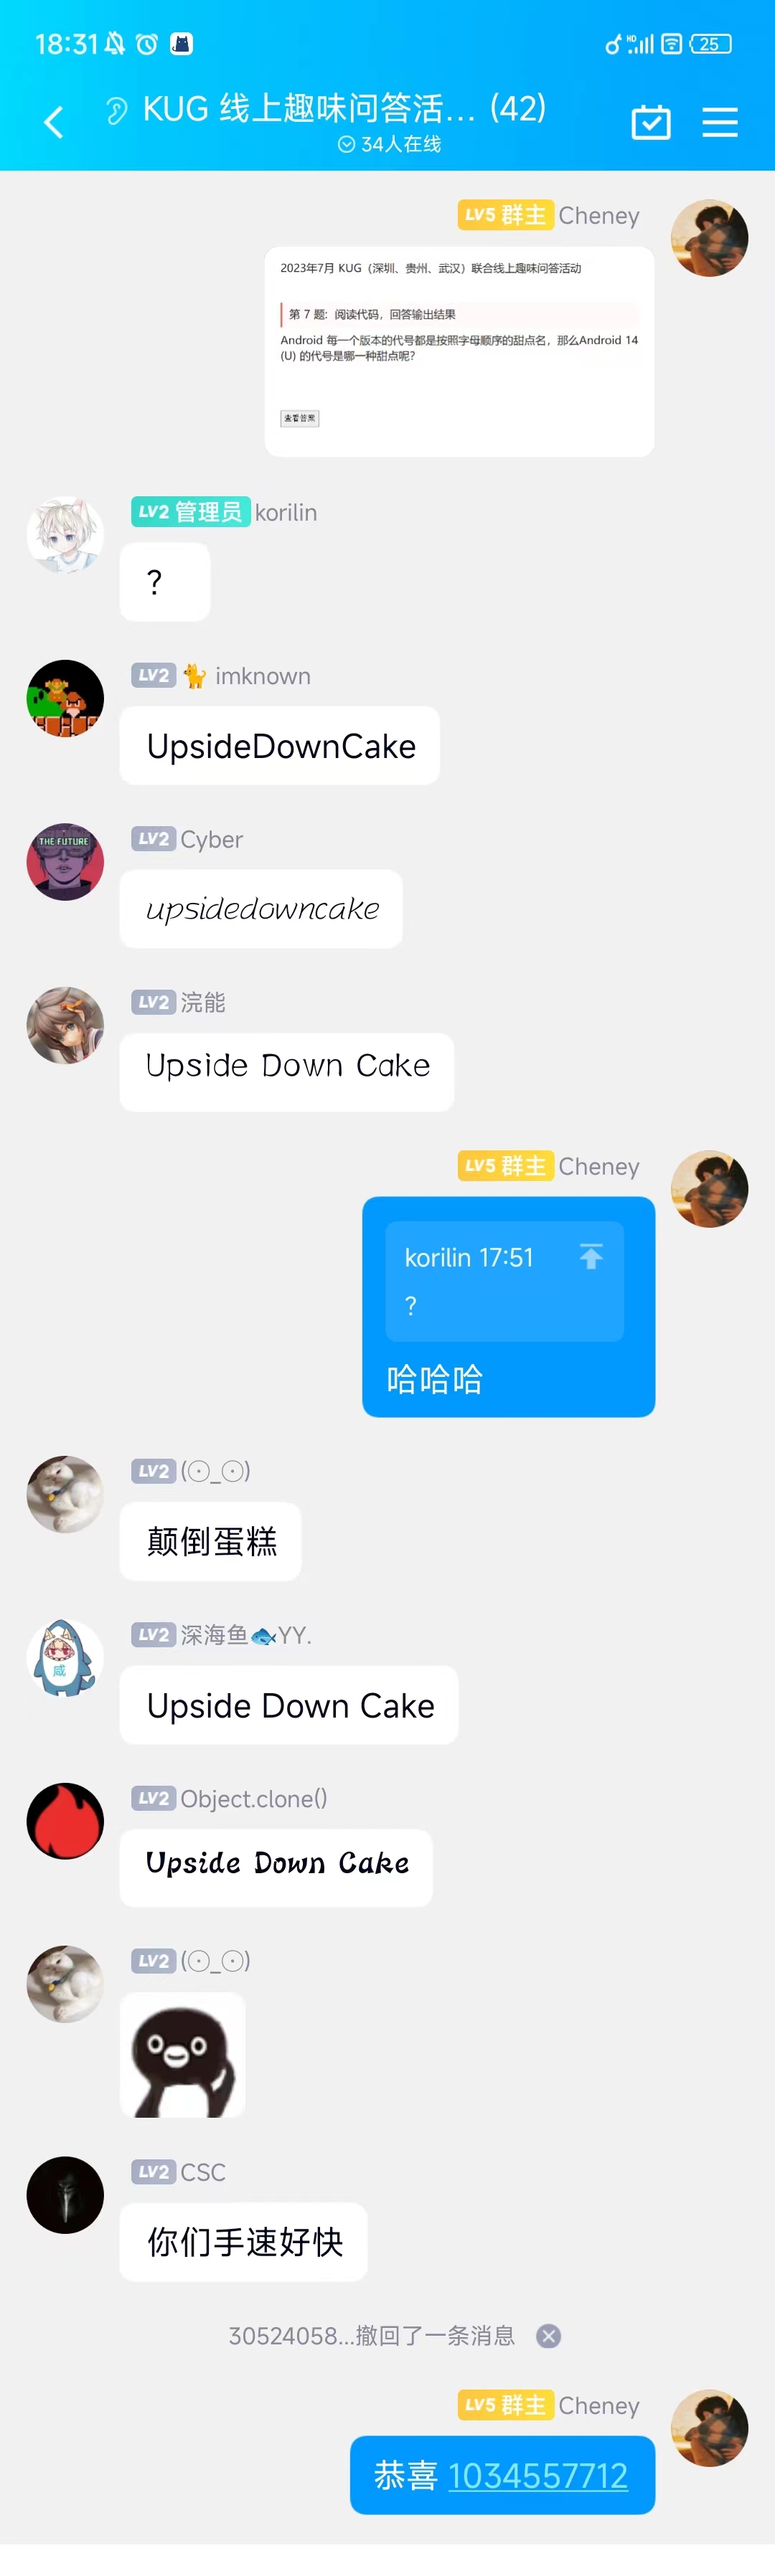 18:31
HD
25
KUG 线上趣味问答活... (42)
34人在线
LV5 群主 Cheney
2023年7月 KUG（深圳、贵州、武汉）联合线上趣味问答活动
第 7 题: 阅读代码，回答输出结果
Android 每一个版本的代号都是按照字母顺序的甜点名，那么Android 14
(U) 的代号是哪一种甜点呢?
查看答案
LV2 管理员 korilin
?
LV2 🐈 imknown
UpsideDownCake
THE FUTURE
LV2 Cyber
upsidedowncake
LV2 浣能
Upside Down Cake
LV5 群主 Cheney
korilin 17:51
?
哈哈哈
LV2 (⊙_⊙)
颠倒蛋糕
LV2 深海鱼🐟YY.
咸
Upside Down Cake
LV2 Object.clone()
Upside Down Cake
LV2 (⊙_⊙)
LV2 CSC
你们手速好快
30524058...撤回了一条消息
LV5 群主 Cheney
恭喜 1034557712